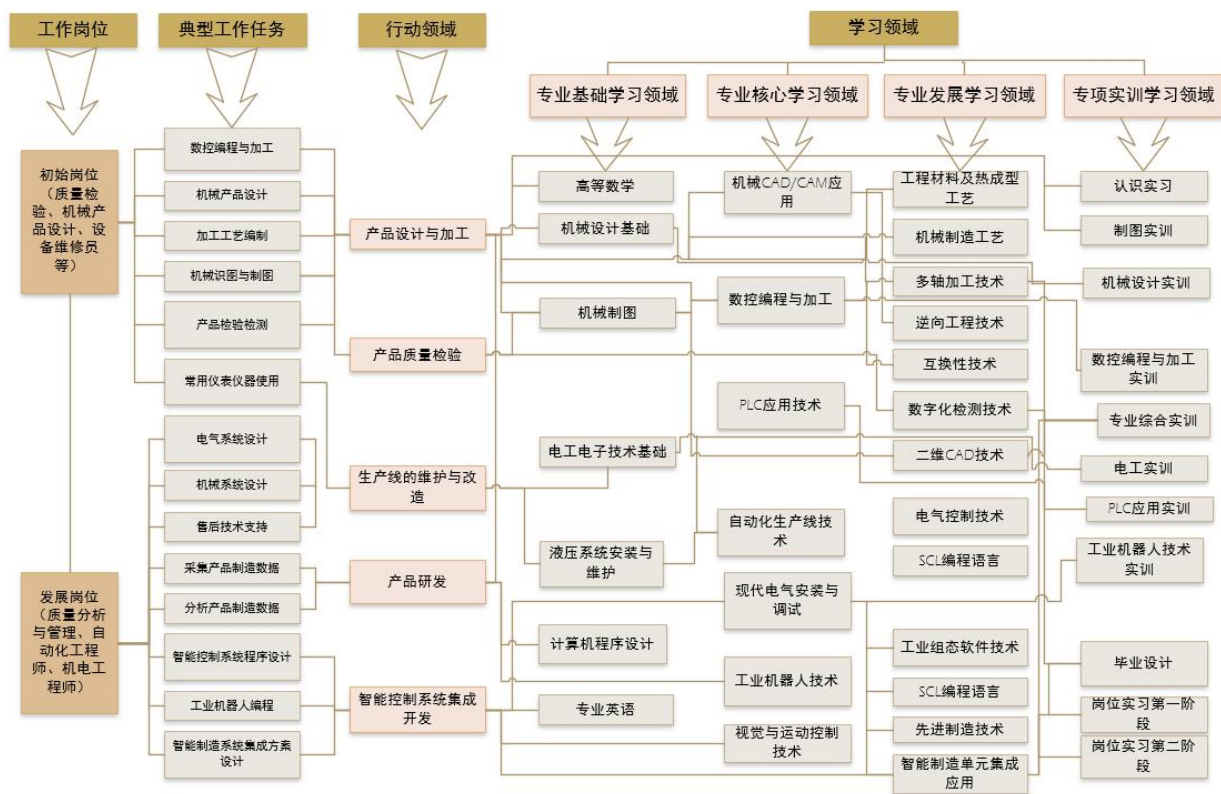 工作岗位
典型工作任务
行动领域
学习领域
专业基础学习领域
专业核心学习领域
专业发展学习领域
专项实训学习领域
初始岗位
（质量检
验、机械产
品设计、设
备维修员
等）
发展岗位
（质量分析
与管理、自
动化工程
师、机电工
程师）
数控编程与加工
机械产品设计
加工工艺编制
机械识图与制图
产品检验检测
常用仪表仪器使用
电气系统设计
机械系统设计
售后技术支持
采集产品制造数据
分析产品制造数据
智能控制系统程序设计
工业机器人编程
智能制造系统集成方案
设计
产品设计与加工
产品质量检验
生产线的维护与改
造
产品研发
智能控制系统集成
开发
高等数学
机械设计基础
机械制图
电工电子技术基础
液压系统安装与
维护
计算机程序设计
专业英语
机械CAD/CAM应
用
数控编程与加工
PLC应用技术
自动化生产线技
术
现代电气安装与
调试
工业机器人技术
视觉与运动控制
技术
工程材料及热成型
工艺
机械制造工艺
多轴加工技术
逆向工程技术
互换性技术
数字化检测技术
二维CAD技术
电气控制技术
SCL编程语言
工业组态软件技术
SCL编程语言
先进制造技术
智能制造单元集成
应用
认识实习
制图实训
机械设计实训
数控编程与加工
实训
专业综合实训
电工实训
PLC应用实训
工业机器人技术
实训
毕业设计
岗位实习第一阶
段
岗位实习第二阶
段